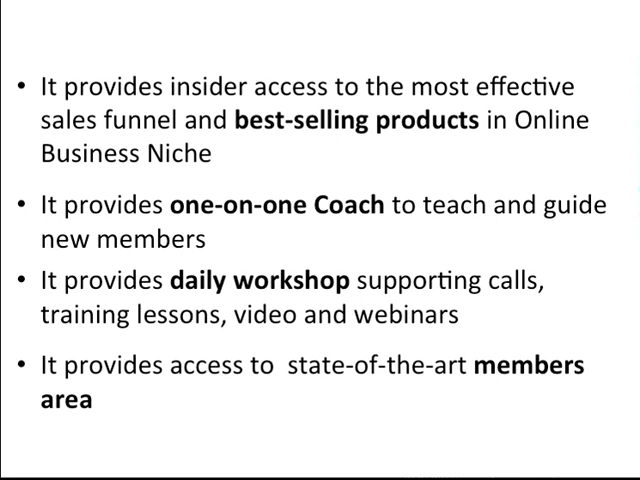 • It provides insider access to the most effective
sales funnel and best-selling products in Online
Business Niche
• It provides one-on-one Coach to teach and guide
new members
• It provides daily workshop supporting calls,
training lessons, video and webinars
• It provides access to  state-of-the-art members
area